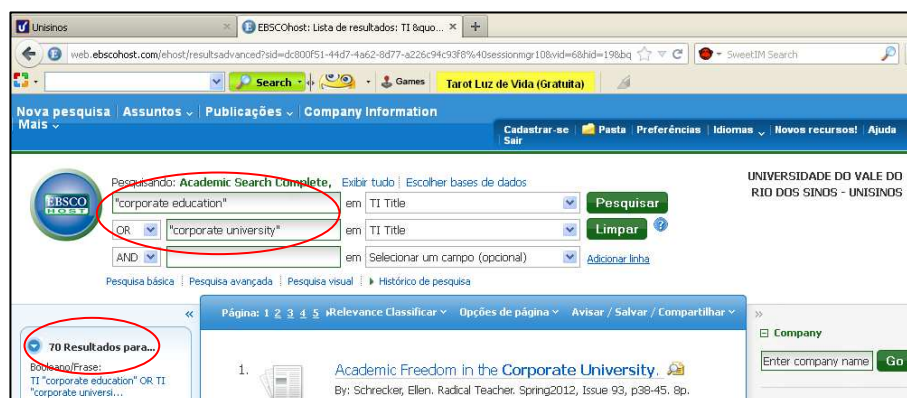 Unisinos
EBSCOhost: Lista de resultados: TI &quo...
web.ebscohost.com/ehost/resultsadvanced?sid=dc800f51-44d7-4a62-8d77-a226c94c93f8%40sessionmgr10&vid=6&hid=19&bq
SweetIM Search
Search
Games
Tarot Luz de Vida (Gratuita)
Nova pesquisa Assuntos Publicações Company Information
Mais
Cadastrar-se Pasta Preferências Idiomas Novos recursos! Ajuda
Sair
Pesquisando: Academic Search Complete, Exibir tudo Escolher bases de dados
UNIVERSIDADE DO VALE DO
RIO DOS SINOS - UNISINOS
EBSCO
HOST
"corporate education" em TI Title Pesquisar
OR "corporate university" em TI Title Limpar
AND em Selecionar um campo (opcional) Adicionar linha
Pesquisa básica Pesquisa avançada Pesquisa visual Histórico de pesquisa
« Página: 1 2 3 4 5 Relevance Classificar Opções de página Avisar / Salvar / Compartilhar »
70 Resultados para...
Booleano/Frase:
TI "corporate education" OR TI
"corporate universi...
1. Academic Freedom in the Corporate University.
By: Schrecker, Ellen. Radical Teacher. Spring2012, Issue 93, p38-45. 8p.
Company
Enter company name Go